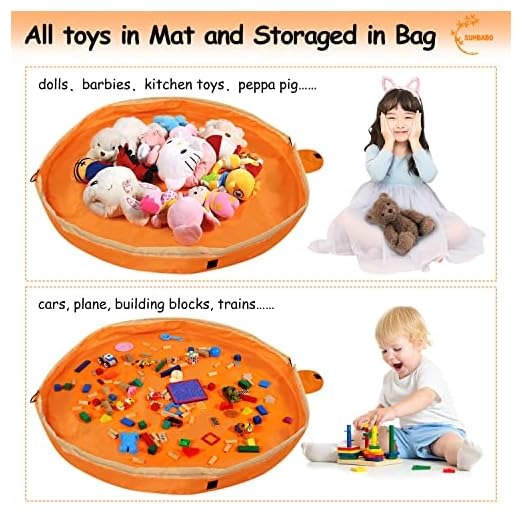 All toys in Mat and Storaged in Bag
SUMBABO
dolls、barbies、kitchen toys、peppa pig......
cars, plane, building blocks, trains......